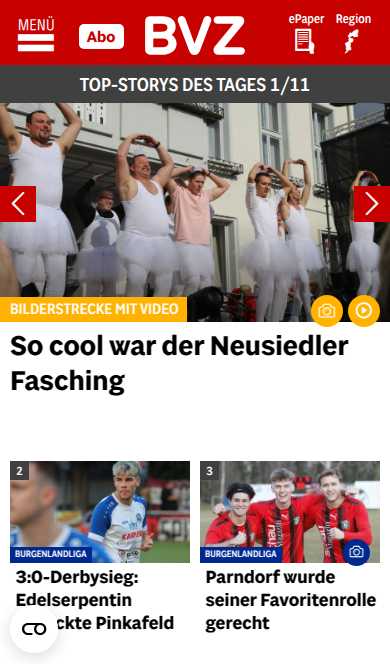 MENÜ
Abo
BVZ
ePaper
Region
TOP-STORYS DES TAGES 1/11
BILDERSTRECKE MIT VIDEO
So cool war der Neusiedler
Fasching
2
BURGENLANDLIGA
3:0-Derbysieg:
Edelserpentin
ckte Pinkafeld
3
BURGENLANDLIGA
Parndorf wurde
seiner Favoritenrolle
gerecht